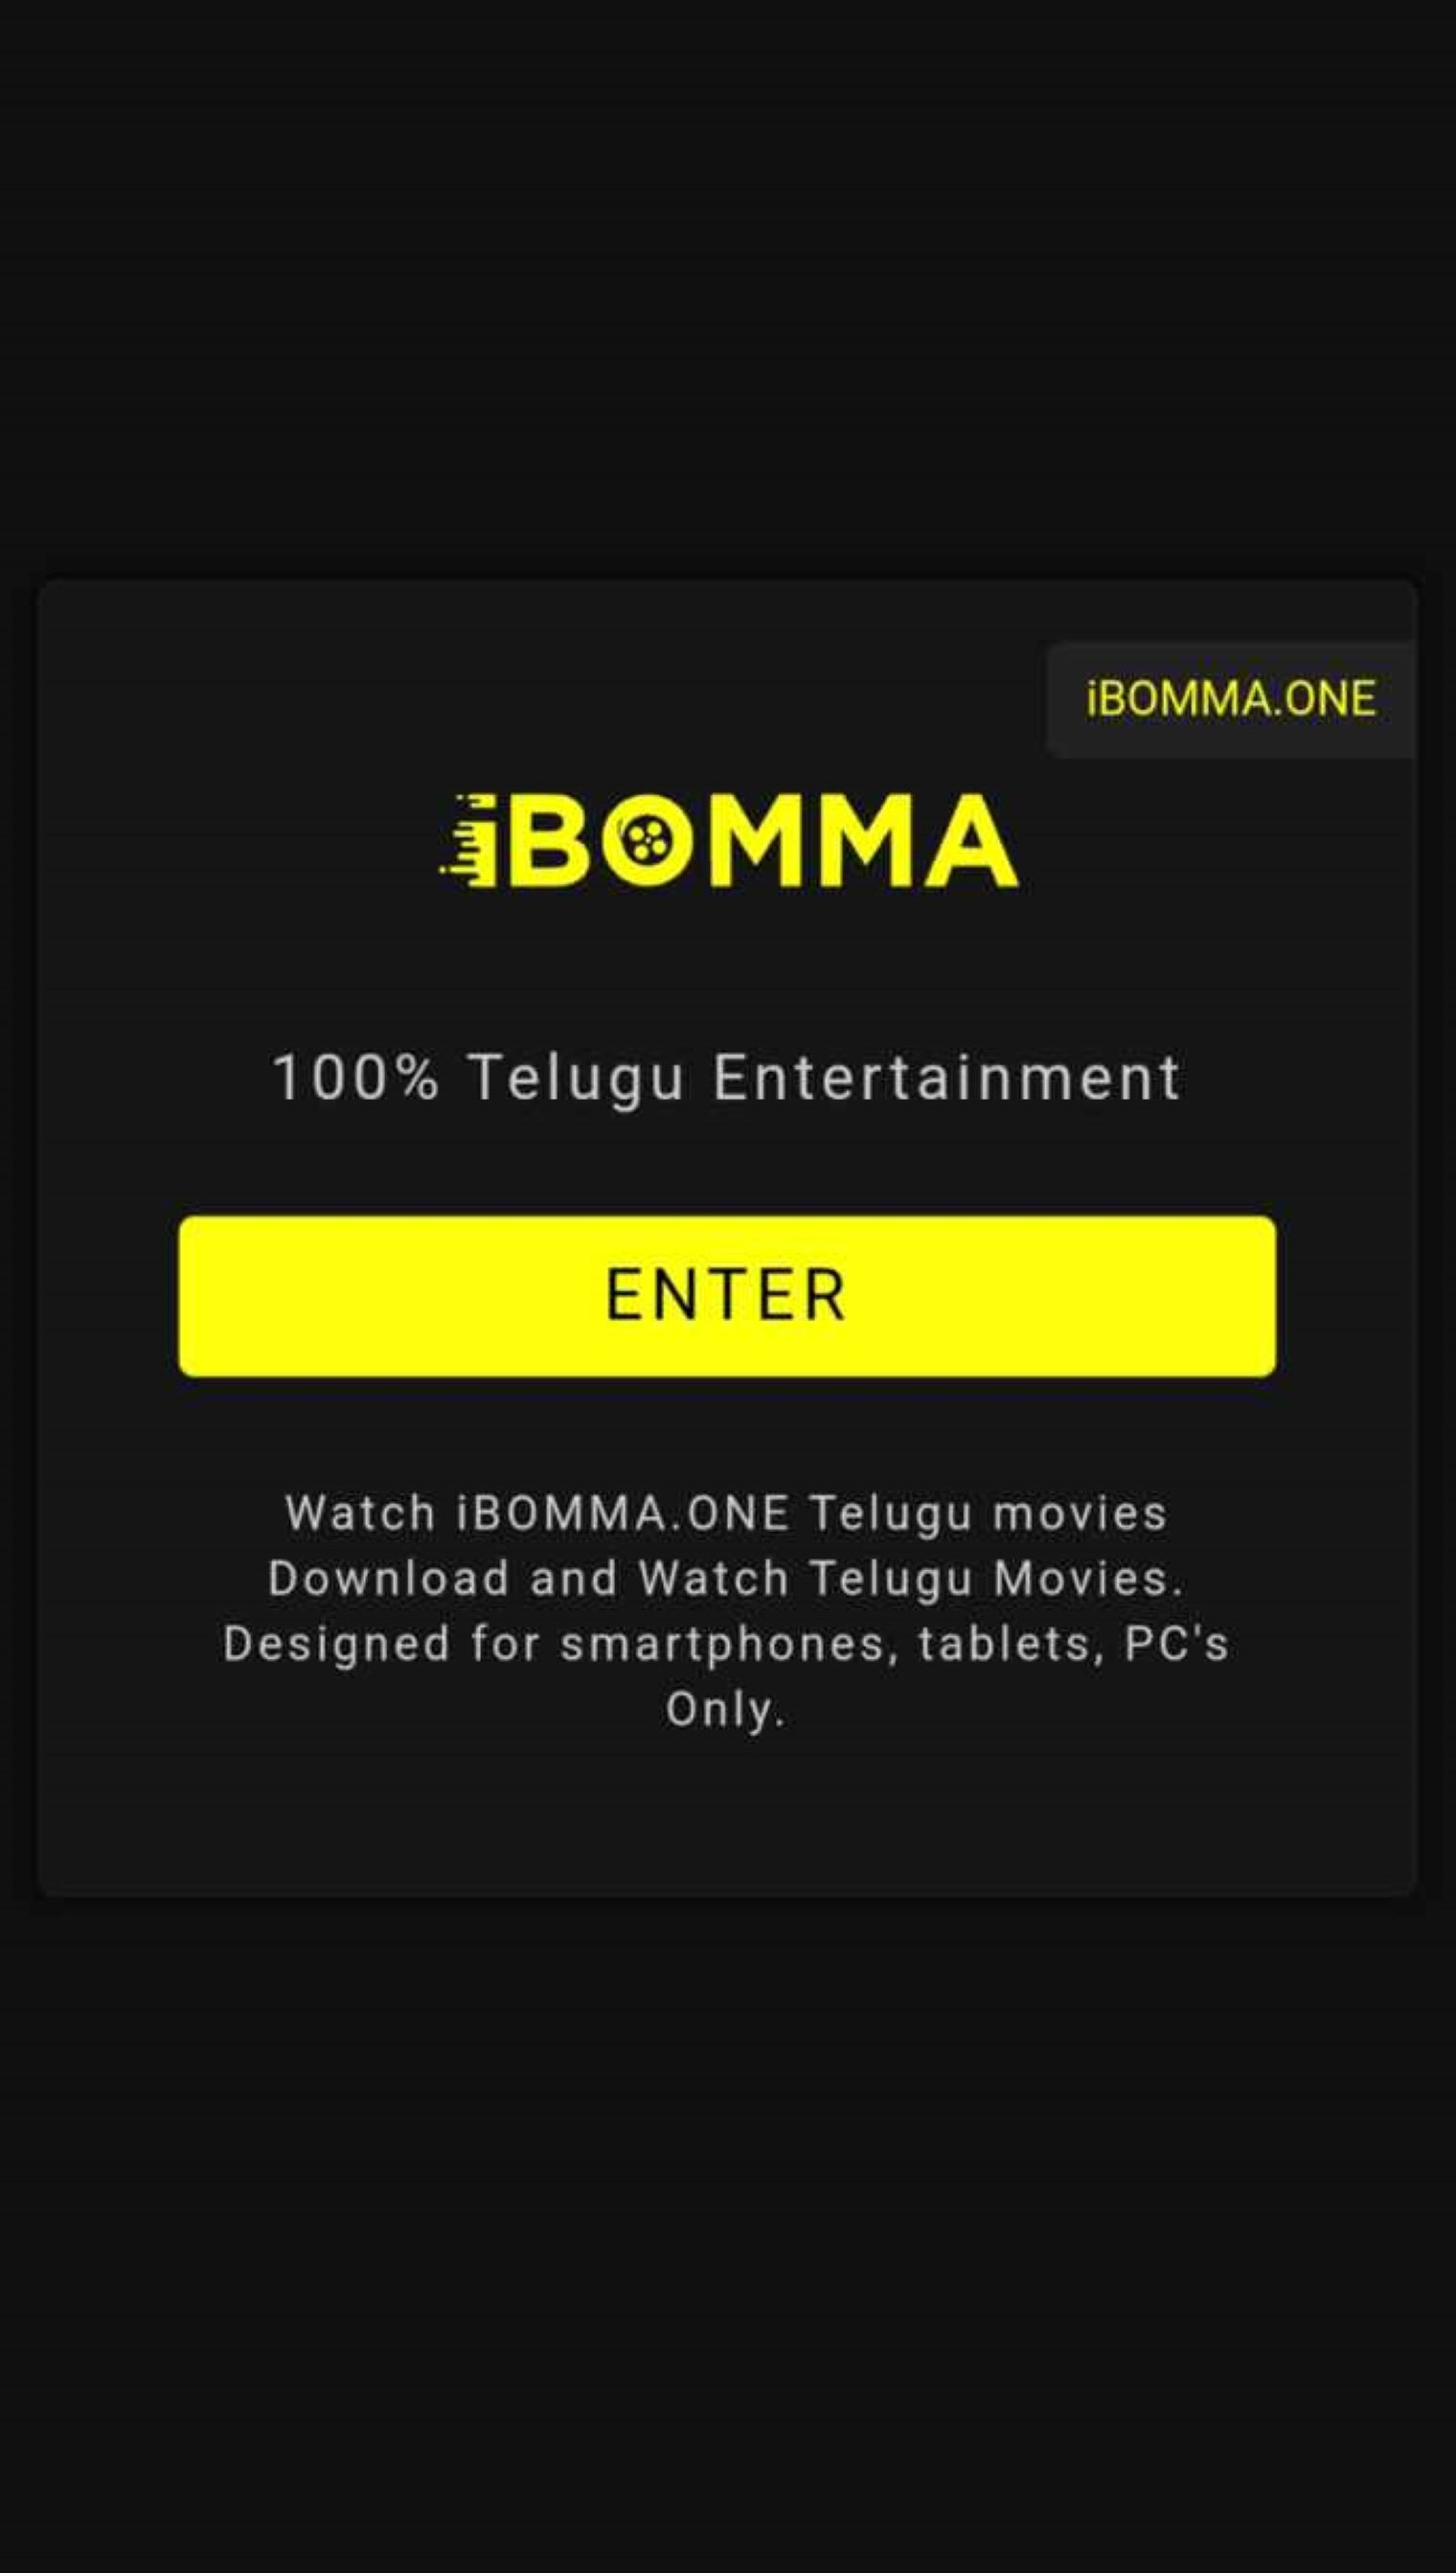 iBOMMA.ONE
iBOMMA
100% Telugu Entertainment
ENTER
Watch iBOMMA.ONE Telugu movies
Download and Watch Telugu Movies.
Designed for smartphones, tablets, PC's
Only.